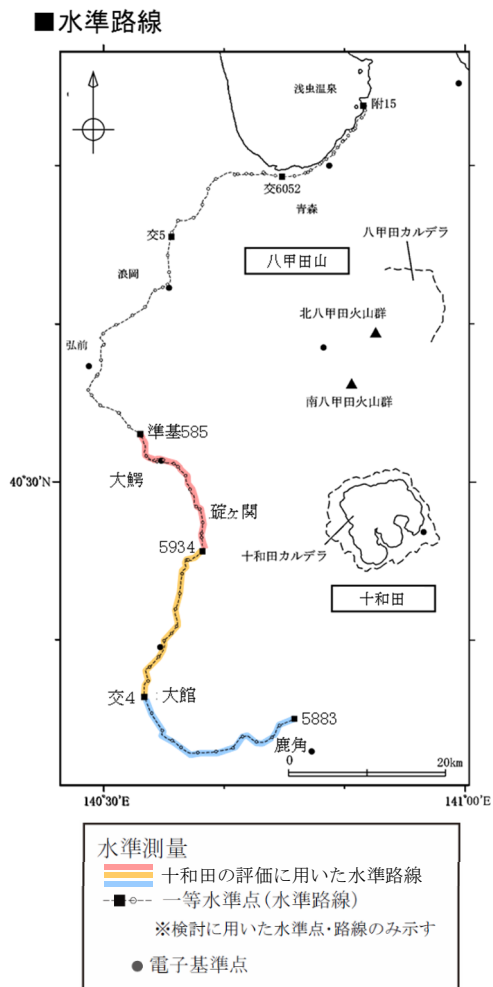 ■水準路線
浅虫温泉
附15
交6052
青森
八甲田カルデラ
交5
八甲田山
浪岡
北八甲田火山群
弘前
南八甲田火山群
準基585
40°30'N
大鰐
碇ヶ関
5934
十和田カルデラ
十和田
交4
大館
5883
鹿角
0 20km
140°30'E
141°00'E
水準測量
十和田の評価に用いた水準路線
一等水準点(水準路線)
※検討に用いた水準点・路線のみ示す
電子基準点